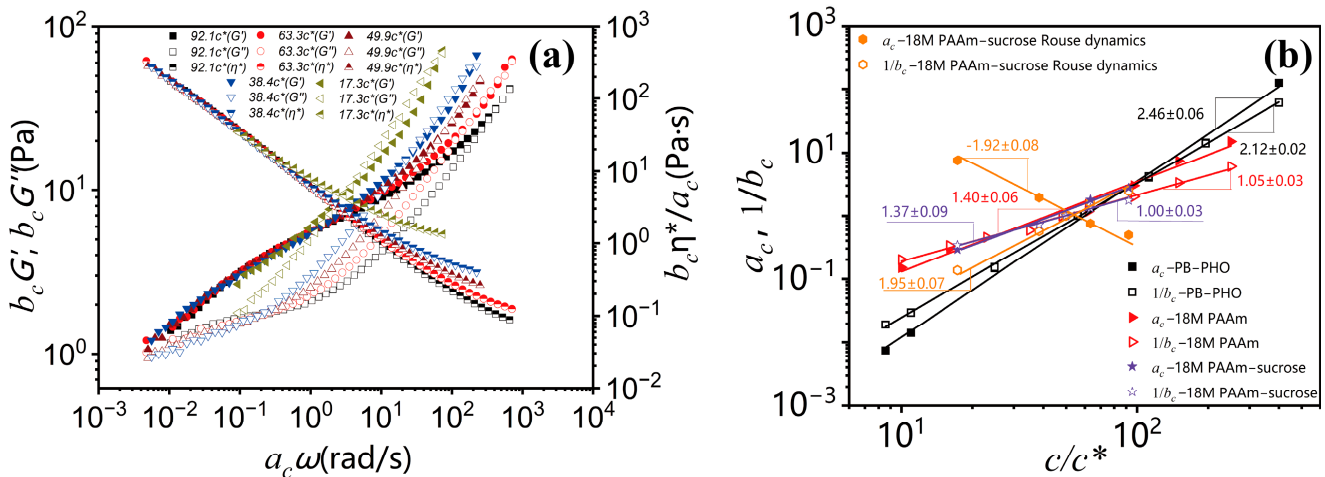 (a)
10²
10¹
10⁰
b_c G', b_c G''(Pa)
10³
10²
10¹
10⁰
10⁻¹
10⁻²
b_c η*/a_c(Pa·s)
92.1c*(G') 63.3c*(G') 49.9c*(G')
92.1c*(G'') 63.3c*(G'') 49.9c*(G'')
92.1c*(η*) 63.3c*(η*) 49.9c*(η*)
38.4c*(G') 17.3c*(G')
38.4c*(G'') 17.3c*(G'')
38.4c*(η*) 17.3c*(η*)
10⁻³ 10⁻² 10⁻¹ 10⁰ 10¹ 10² 10³ 10⁴
a_c ω(rad/s)
(b)
10³
10¹
10⁻¹
10⁻³
a_c, 1/b_c
a_c-18M PAAm-sucrose Rouse dynamics
1/b_c-18M PAAm-sucrose Rouse dynamics
2.46±0.06
-1.92±0.08
2.12±0.02
1.40±0.06
1.05±0.03
1.37±0.09
1.00±0.03
1.95±0.07
a_c-PB-PHO
1/b_c-PB-PHO
a_c-18M PAAm
1/b_c-18M PAAm
a_c-18M PAAm-sucrose
1/b_c-18M PAAm-sucrose
10¹ 10²
c/c*